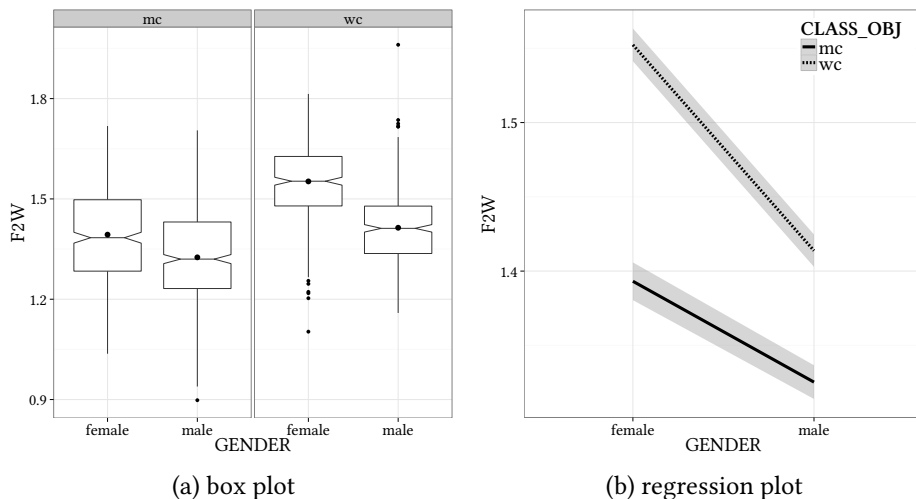 mc
wc
F2W
1.8
1.5
1.2
0.9
female
male
female
male
GENDER
(a) box plot
CLASS_OBJ
mc
wc
F2W
1.5
1.4
female
male
GENDER
(b) regression plot